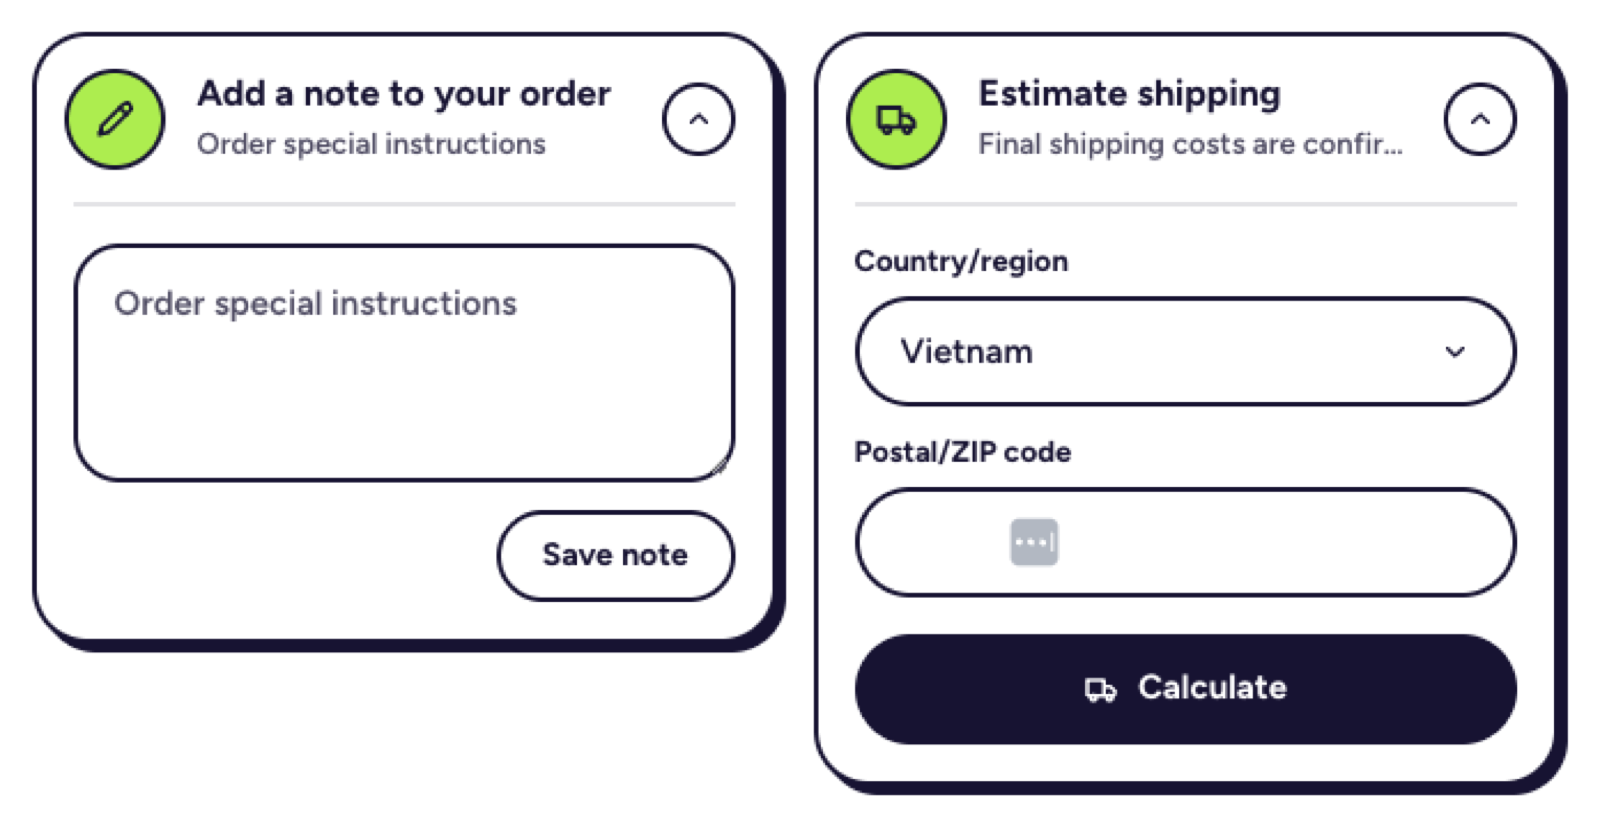 Add a note to your order
Order special instructions
Order special instructions
Save note
Estimate shipping
Final shipping costs are confir...
Country/region
Vietnam
Postal/ZIP code
Calculate